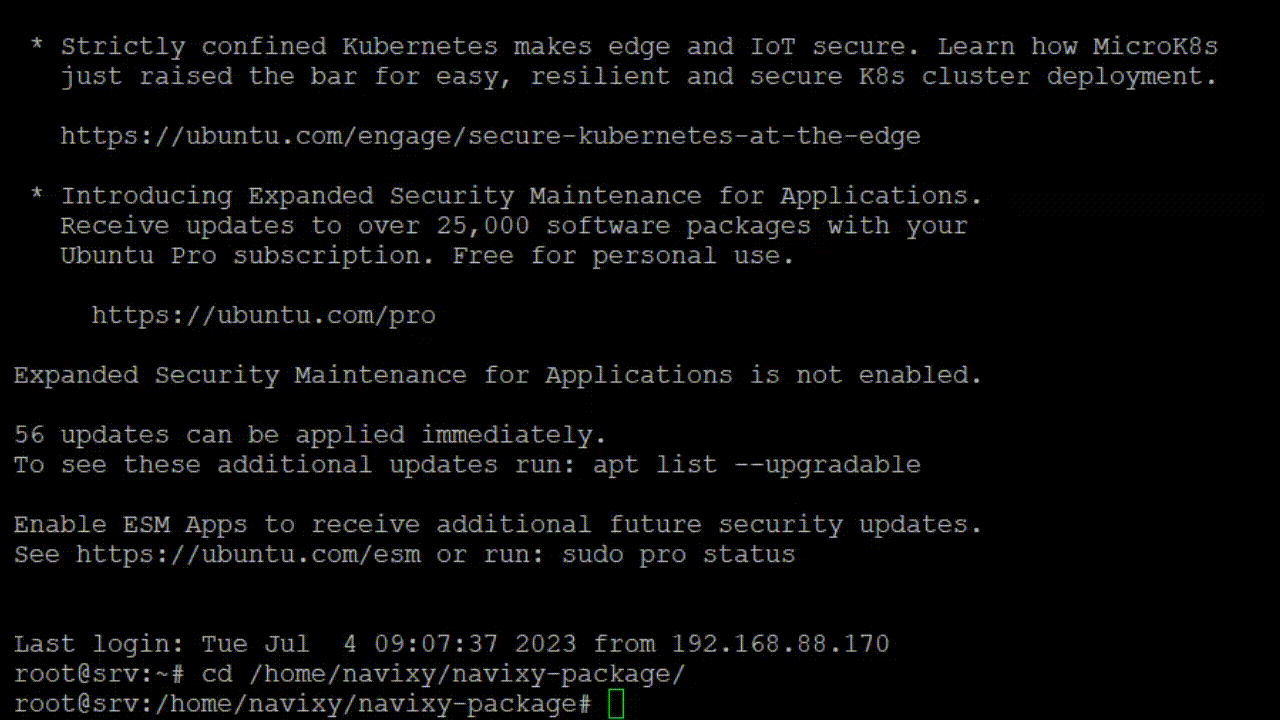 * Strictly confined Kubernetes makes edge and IoT secure. Learn how MicroK8s
just raised the bar for easy, resilient and secure K8s cluster deployment.
https://ubuntu.com/engage/secure-kubernetes-at-the-edge
* Introducing Expanded Security Maintenance for Applications.
Receive updates to over 25,000 software packages with your
Ubuntu Pro subscription. Free for personal use.
https://ubuntu.com/pro
Expanded Security Maintenance for Applications is not enabled.
56 updates can be applied immediately.
To see these additional updates run: apt list --upgradable
Enable ESM Apps to receive additional future security updates.
See https://ubuntu.com/esm or run: sudo pro status
Last login: Tue Jul  4 09:07:37 2023 from 192.168.88.170
root@srv:~# cd /home/navixy/navixy-package/
root@srv:/home/navixy/navixy-package#